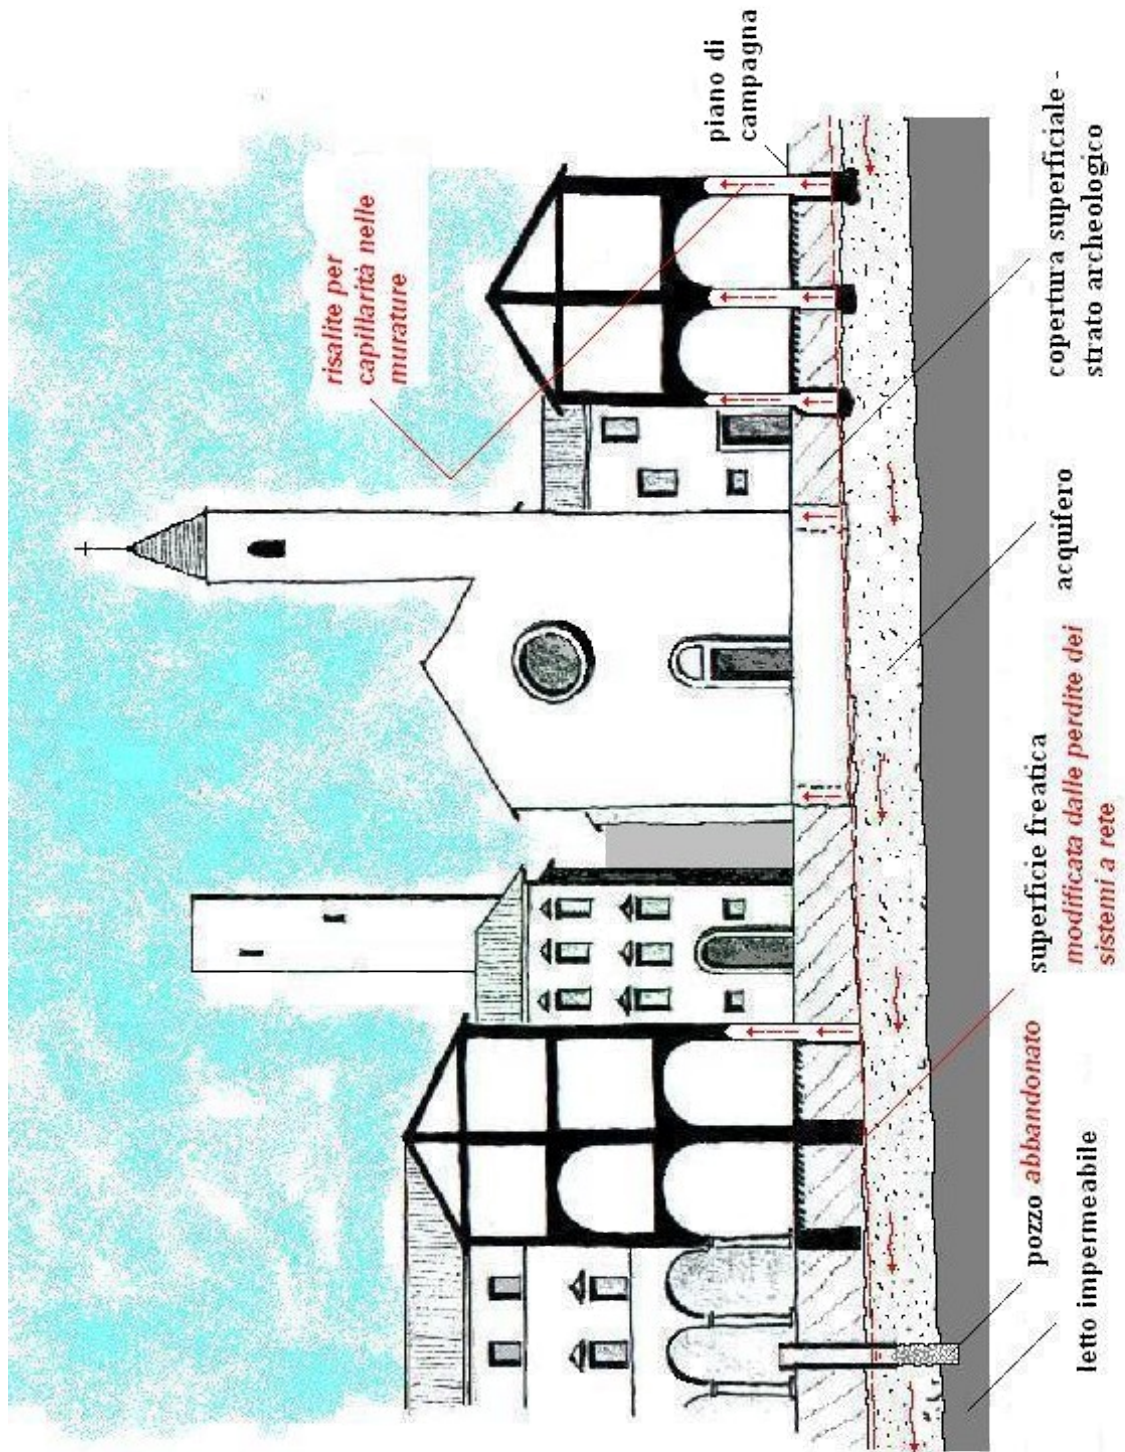 risalite per
capillarità nelle
murature
piano di
campagna
letto impermeabile
pozzo abbandonato
superficie freatica
modificata dalle perdite dei
sistemi a rete
acquifero
copertura superficiale -
strato archeologico